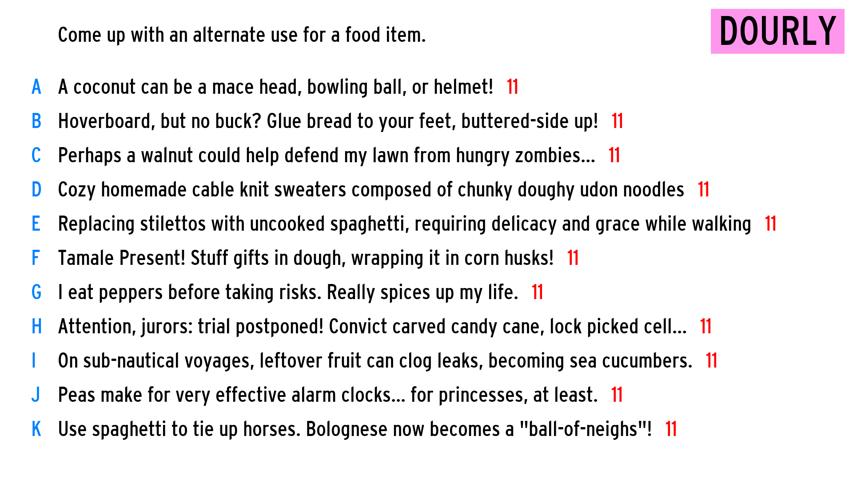 Come up with an alternate use for a food item.
DOURLY
A A coconut can be a mace head, bowling ball, or helmet! 11
B Hoverboard, but no buck? Glue bread to your feet, buttered-side up! 11
C Perhaps a walnut could help defend my lawn from hungry zombies... 11
D Cozy homemade cable knit sweaters composed of chunky doughy udon noodles 11
E Replacing stilettos with uncooked spaghetti, requiring delicacy and grace while walking 11
F Tamale Present! Stuff gifts in dough, wrapping it in corn husks! 11
G I eat peppers before taking risks. Really spices up my life. 11
H Attention, jurors: trial postponed! Convict carved candy cane, lock picked cell... 11
I On sub-nautical voyages, leftover fruit can clog leaks, becoming sea cucumbers. 11
J Peas make for very effective alarm clocks... for princesses, at least. 11
K Use spaghetti to tie up horses. Bolognese now becomes a "ball-of-neighs"! 11